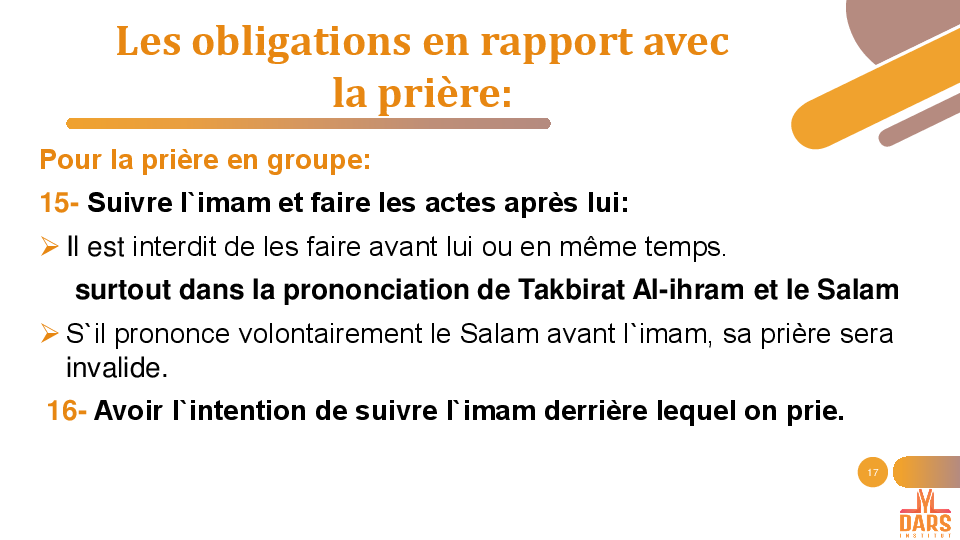 Les obligations en rapport avec
la prière:
Pour la prière en groupe:
15- Suivre l`imam et faire les actes après lui:
Il est interdit de les faire avant lui ou en même temps.
surtout dans la prononciation de Takbirat Al-ihram et le Salam
S`il prononce volontairement le Salam avant l`imam, sa prière sera
invalide.
16- Avoir l`intention de suivre l`imam derrière lequel on prie.
17
DARS
INSTITUT